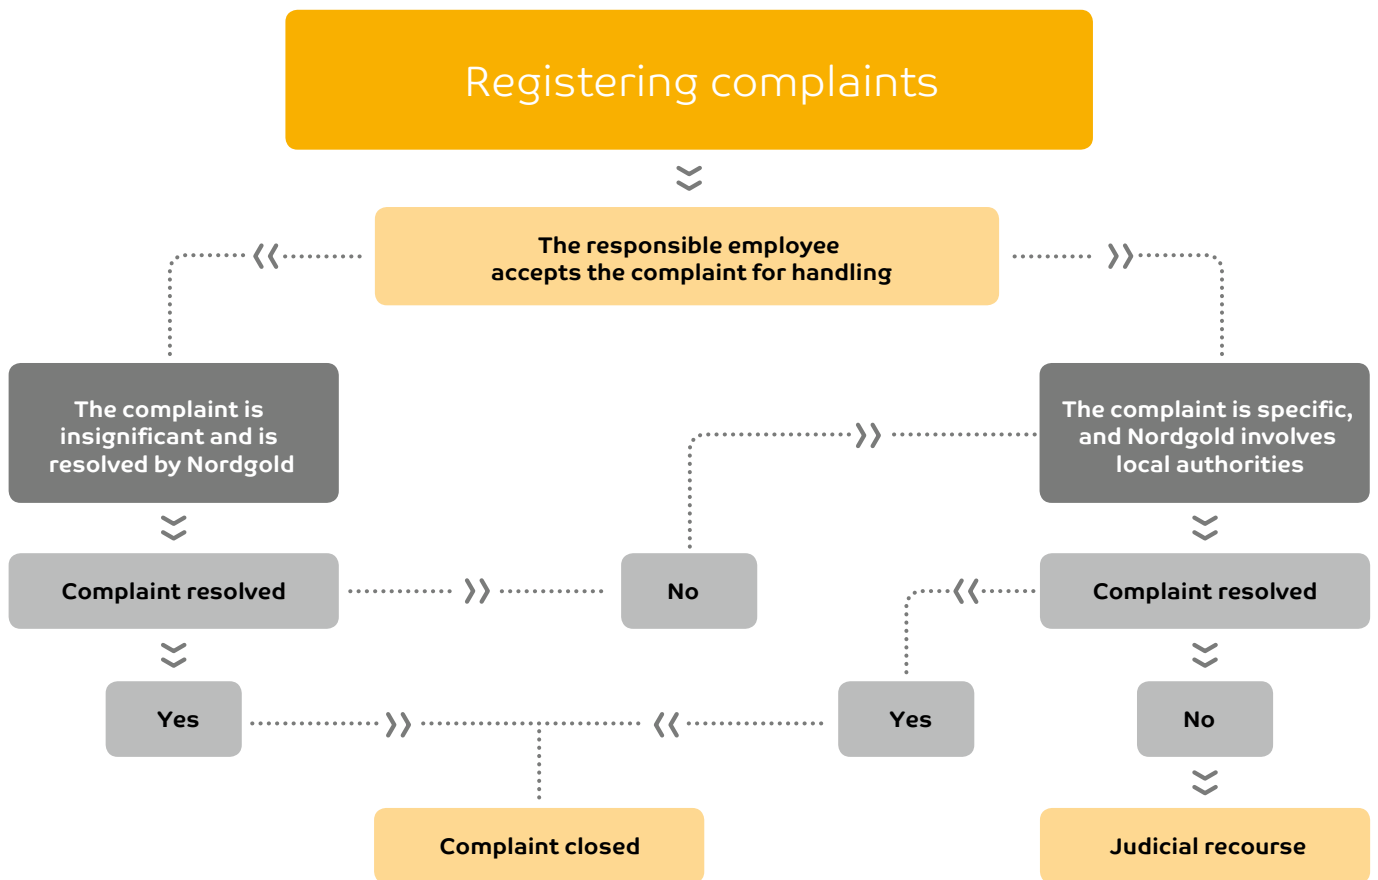 Registering complaints
The responsible employee
accepts the complaint for handling
The complaint is
insignificant and is
resolved by Nordgold
The complaint is specific,
and Nordgold involves
local authorities
Complaint resolved
No
Complaint resolved
Yes
Yes
No
Complaint closed
Judicial recourse